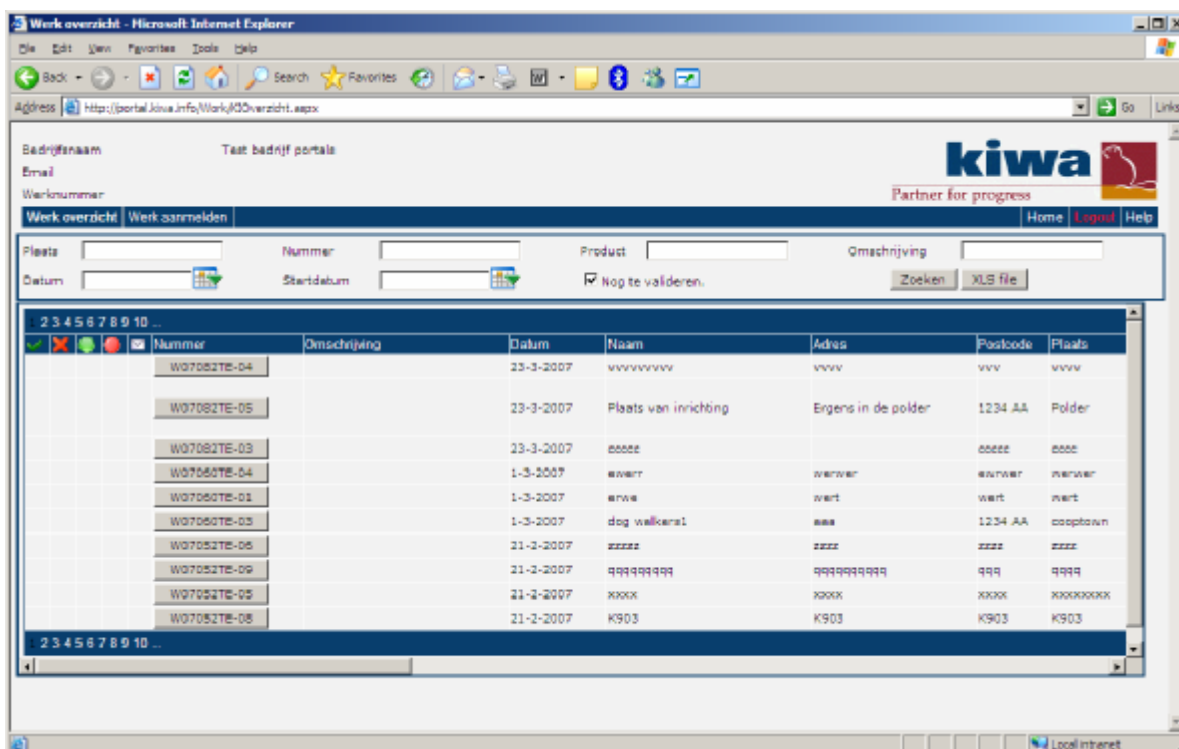 Werk overzicht - Microsoft Internet Explorer
File Edit View Favorites Tools Help
Back Search Favorites
Address http://portal.kiwa.info/Work/KIOverzicht.aspx Go Links
Bedrijfsnaam Test bedrijf portals
Email
Werknummer
kiwa
Partner for progress
Werk overzicht Werk aanmelden Home Logout Help
Plaats Nummer Product Omschrijving
Datum Startdatum Nog te valideren. Zoeken XLS file
1 2 3 4 5 6 7 8 9 10 ...
Nummer Omschrijving Datum Naam Adres Postcode Plaats
W07082TE-04 23-3-2007 vvvvvvvvv vvvv vvv vvvv
W07082TE-05 23-3-2007 Plaats van inrichting Ergens in de polder 1234 AA Polder
W07082TE-03 23-3-2007 eeeee eeeee eeee
W07060TE-04 1-3-2007 werwer werwer
W07060TE-01 1-3-2007 erwe wert wert wert
W07060TE-03 1-3-2007 dog walkers1 aaa 1234 AA cooptown
W07052TE-06 21-2-2007 zzzzz zzzz zzzz zzzz
W07052TE-09 21-2-2007 qqqqqqqqq qqqqqqqqqq qqq qqqq
W07052TE-05 21-2-2007 xxxx xxxx xxxx xxxxxxxxx
W07052TE-08 21-2-2007 K903 K903 K903 K903
1 2 3 4 5 6 7 8 9 10 ...
Local intranet